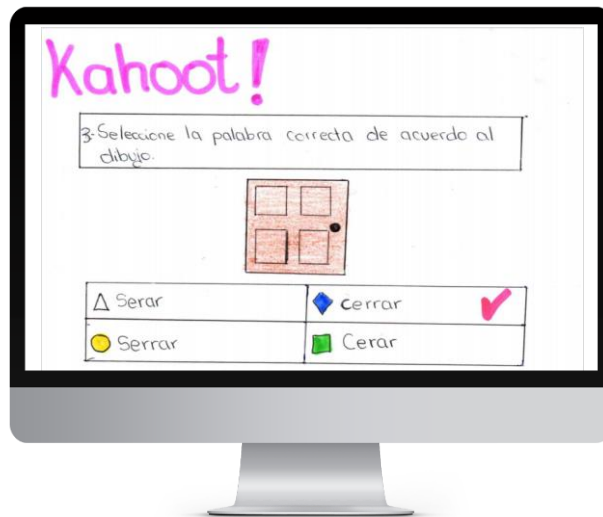 Kahoot!
3- Seleccione la palabra correcta de acuerdo al
dibujo.
Serar
cerrar
Serrar
Cerar